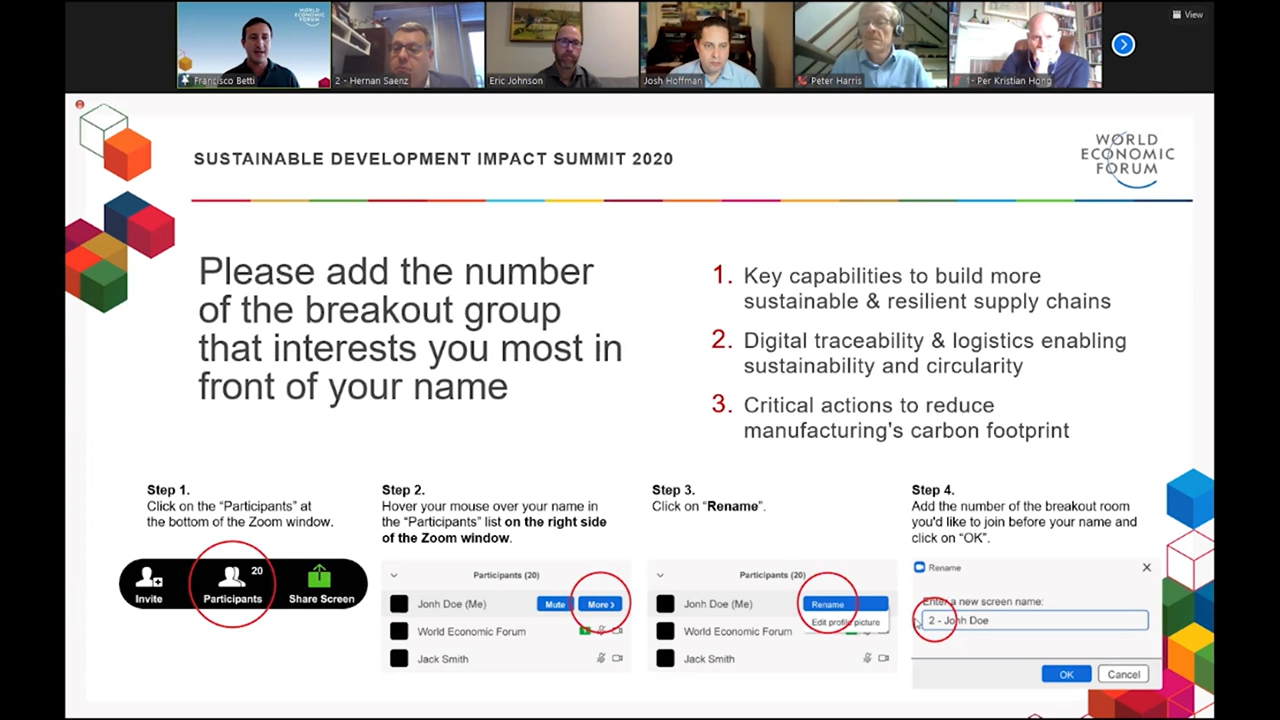 WORLD
ECONOMIC
FORUM
View
Francisco Betti
2 - Hernan Saenz
Eric Johnson
Josh Hoffman
Peter Harris
1- Per Kristian Hong
SUSTAINABLE DEVELOPMENT IMPACT SUMMIT 2020
WORLD
ECONOMIC
FORUM
Please add the number
of the breakout group
that interests you most in
front of your name
1. Key capabilities to build more
sustainable & resilient supply chains
2. Digital traceability & logistics enabling
sustainability and circularity
3. Critical actions to reduce
manufacturing's carbon footprint
Step 1.
Click on the “Participants” at
the bottom of the Zoom window.
20
Invite
Participants
Share Screen
Step 2.
Hover your mouse over your name in
the “Participants” list on the right side
of the Zoom window.
Participants (20)
Jonh Doe (Me)
Mute
More >
World Economic Forum
Jack Smith
Step 3.
Click on “Rename”.
Participants (20)
Jonh Doe (Me)
Rename
Edit profile picture
World Economic Forum
Jack Smith
Step 4.
Add the number of the breakout room
you'd like to join before your name and
click on “OK”.
Rename
Enter a new screen name:
2 - Jonh Doe
OK
Cancel